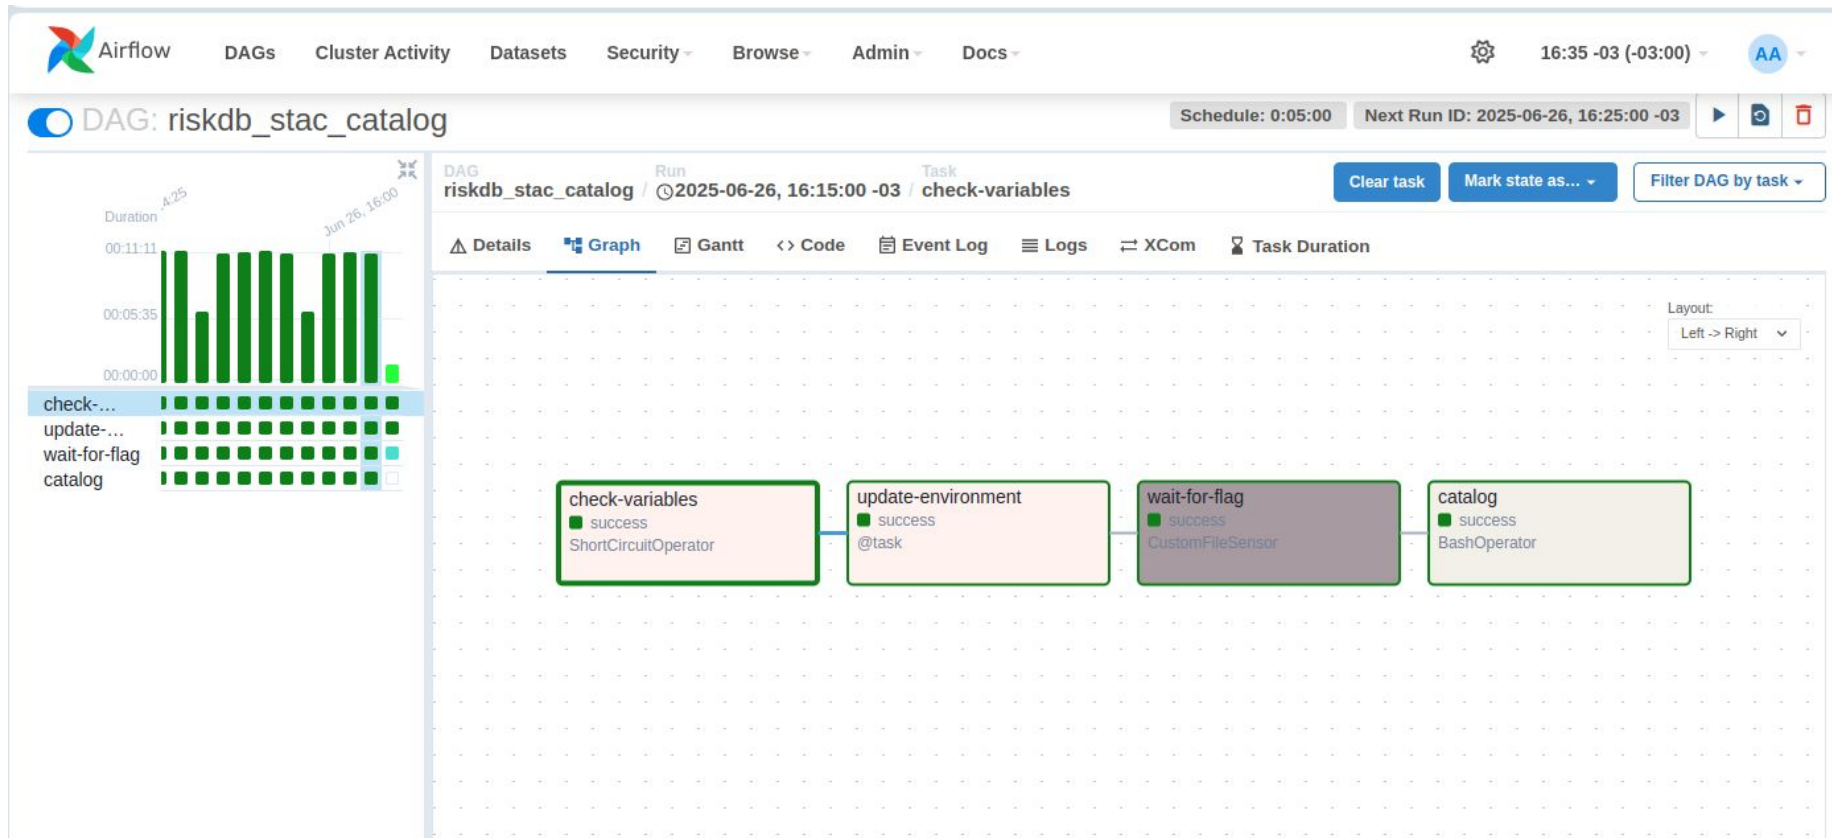 Airflow DAGs Cluster Activity Datasets Security Browse Admin Docs 16:35 -03 (-03:00) AA
DAG: riskdb_stac_catalog Schedule: 0:05:00 Next Run ID: 2025-06-26, 16:25:00 -03
4:25
Jun 26, 16:00
Duration
00:11:11
00:05:35
00:00:00
check-...
update-...
wait-for-flag
catalog
DAG Run Task
riskdb_stac_catalog / 2025-06-26, 16:15:00 -03 / check-variables
Clear task Mark state as... Filter DAG by task
Details Graph Gantt Code Event Log Logs XCom Task Duration
Layout:
Left -> Right
check-variables
success
ShortCircuitOperator
update-environment
success
@task
wait-for-flag
success
CustomFileSensor
catalog
success
BashOperator